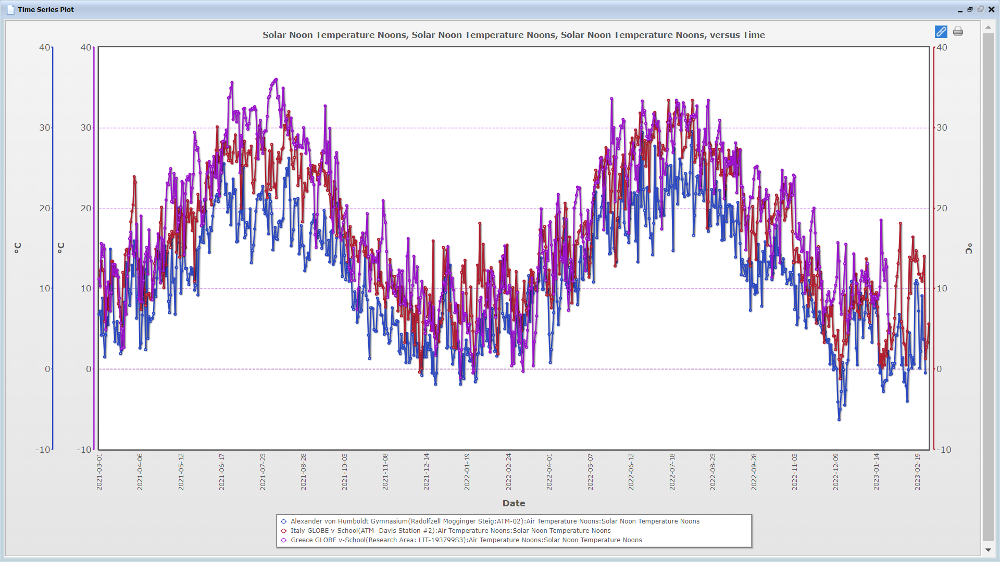 Time Series Plot
Solar Noon Temperature Noons, Solar Noon Temperature Noons, Solar Noon Temperature Noons, versus Time
40 40 40
30 30 30
20 20 20
10 10 10
0 0 0
-10 -10 -10
°C
°C
°C
2021-03-01 2021-04-06 2021-05-12 2021-06-17 2021-07-23 2021-08-28 2021-10-03 2021-11-08 2021-12-14 2022-01-19 2022-02-24 2022-04-01 2022-05-07 2022-06-12 2022-07-18 2022-08-23 2022-09-28 2022-11-03 2022-12-09 2023-01-14 2023-02-19
Date
Alexander von Humboldt Gymnasium(Radolfzell Mogginger Steig:ATM-02):Air Temperature Noons:Solar Noon Temperature Noons
Italy GLOBE v-School(ATM- Davis Station #2):Air Temperature Noons:Solar Noon Temperature Noons
Greece GLOBE v-School(Research Area: LIT-193799S3):Air Temperature Noons:Solar Noon Temperature Noons